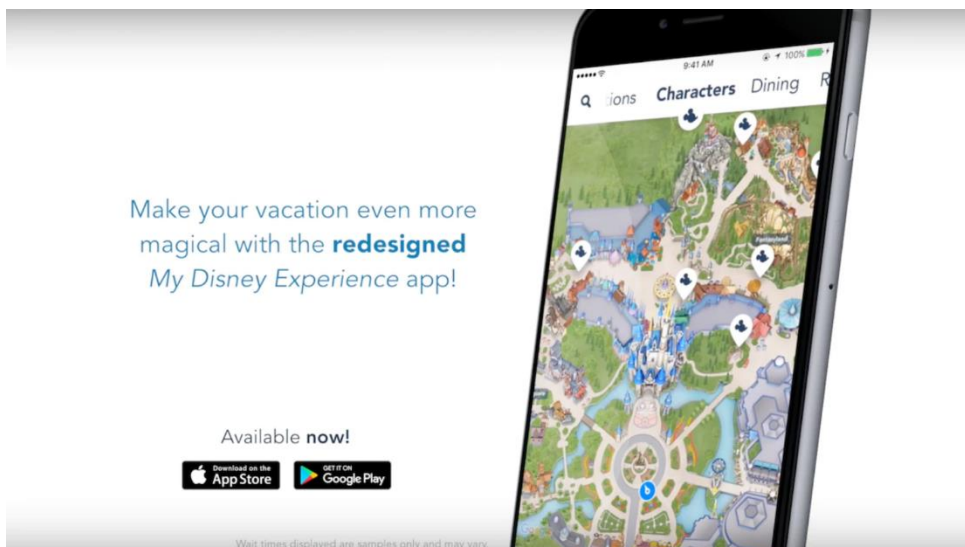 9:41 AM
100%
ions
Characters
Dining
R
Fantasyland
Make your vacation even more
magical with the redesigned
My Disney Experience app!
Available now!
Download on the
App Store
GET IT ON
Google Play
Wait times displayed are samples only and may vary.